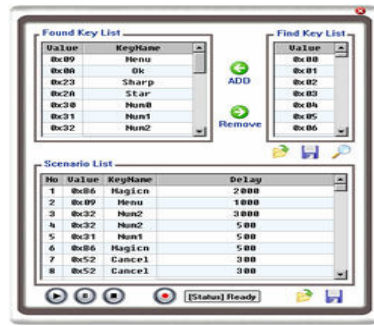 Found Key List
Value KeyName
0x09 Menu
0x0A Ok
0x23 Sharp
0x2A Star
0x30 Num0
0x31 Num1
0x32 Num2
ADD
Remove
Find Key List
Value
0x00
0x01
0x02
0x03
0x04
0x05
0x06
Scenario List
No Value KeyName Delay
1 0x86 Magicn 2000
2 0x09 Menu 1000
3 0x32 Num2 3000
4 0x32 Num2 500
5 0x31 Num1 500
6 0x86 Magicn 500
7 0x52 Cancel 300
8 0x52 Cancel 300
[Status] Ready